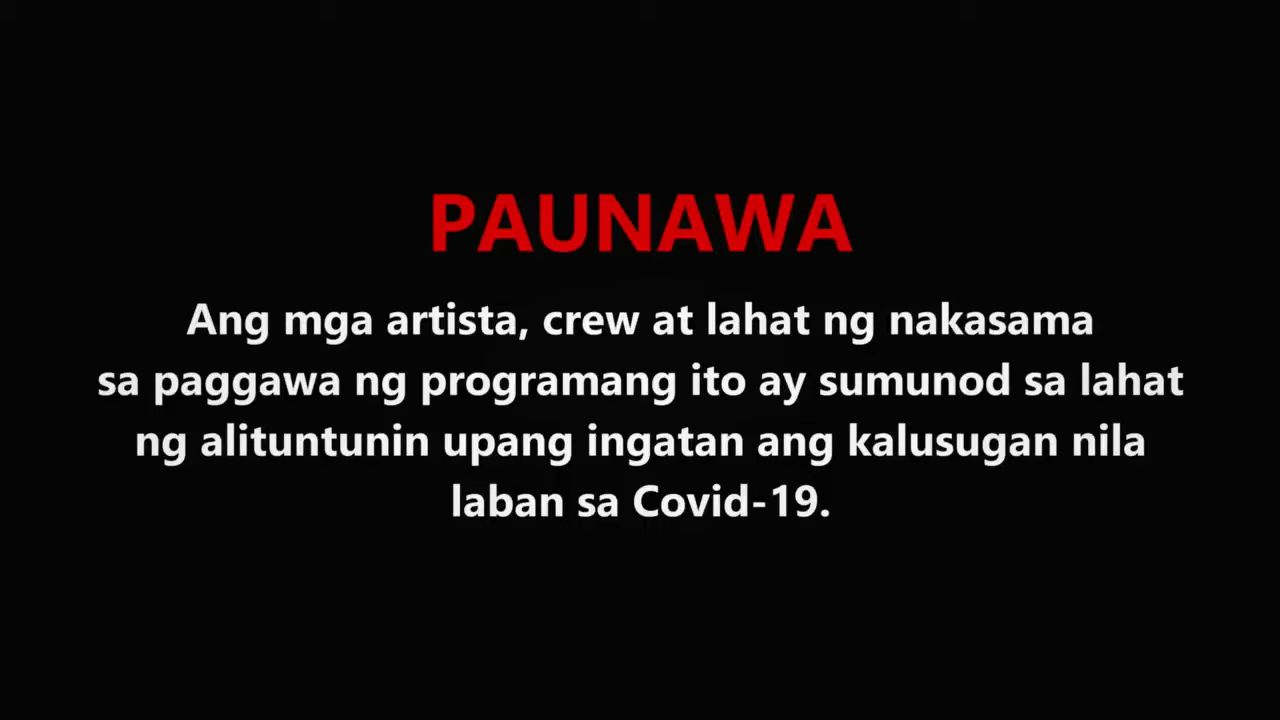 PAUNAWA
Ang mga artista, crew at lahat ng nakasama
sa paggawa ng programang ito ay sumunod sa lahat
ng alituntunin upang ingatan ang kalusugan nila
laban sa Covid-19.